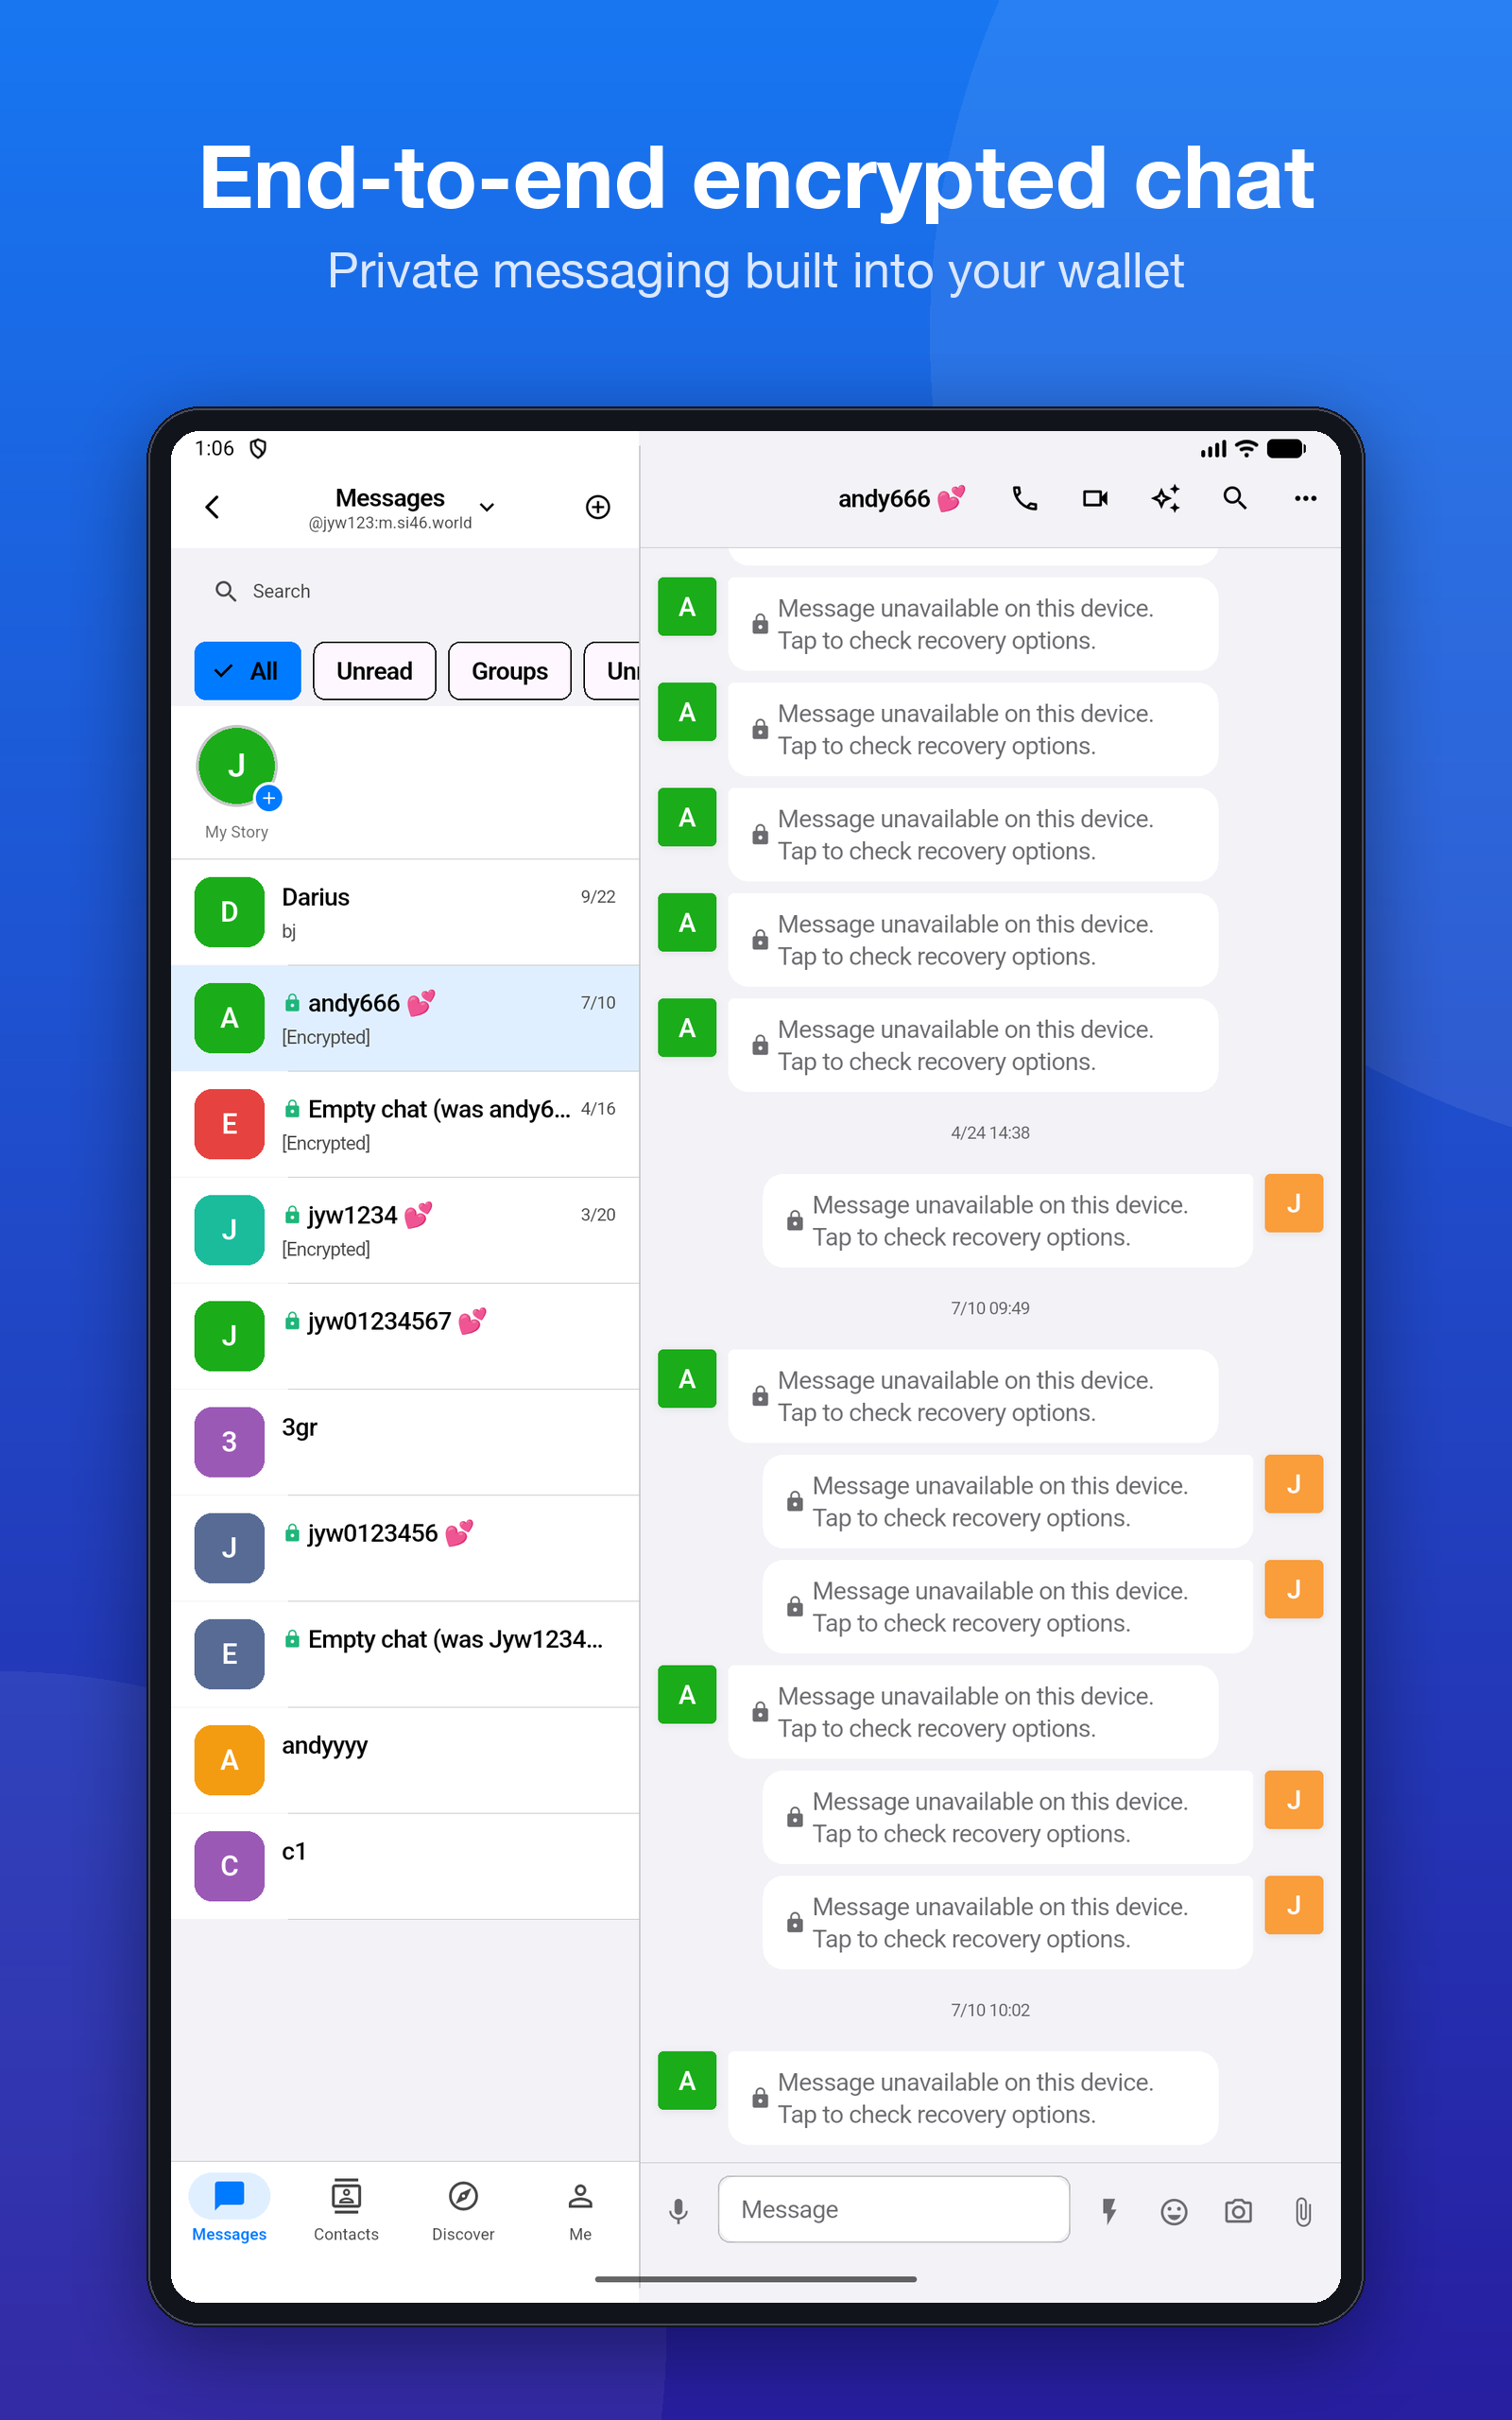 End-to-end encrypted chat
Private messaging built into your wallet
1:06
Messages
@jyw123:m.si46.world
Search
All
Unread
Groups
J
My Story
D
Darius
9/22
bj
A
andy666 💕
7/10
[Encrypted]
E
Empty chat (was andy6...
4/16
[Encrypted]
J
jyw1234 💕
3/20
[Encrypted]
J
jyw01234567 💕
3
3gr
J
jyw0123456 💕
E
Empty chat (was Jyw1234...
A
andyyyy
C
c1
Messages
Contacts
Discover
Me
andy666 💕
A
Message unavailable on this device.
Tap to check recovery options.
A
Message unavailable on this device.
Tap to check recovery options.
A
Message unavailable on this device.
Tap to check recovery options.
A
Message unavailable on this device.
Tap to check recovery options.
A
Message unavailable on this device.
Tap to check recovery options.
4/24 14:38
Message unavailable on this device.
Tap to check recovery options.
J
7/10 09:49
A
Message unavailable on this device.
Tap to check recovery options.
Message unavailable on this device.
Tap to check recovery options.
J
Message unavailable on this device.
Tap to check recovery options.
J
A
Message unavailable on this device.
Tap to check recovery options.
Message unavailable on this device.
Tap to check recovery options.
J
Message unavailable on this device.
Tap to check recovery options.
J
7/10 10:02
A
Message unavailable on this device.
Tap to check recovery options.
Message